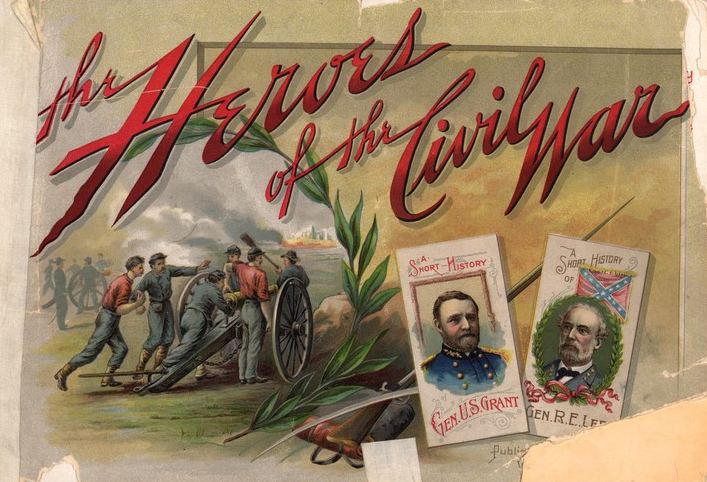 the Heroes
of the Civil War
A
Short History
of
Gen. U.S. Grant
A
Short History
of
Gen. R.E. Lee